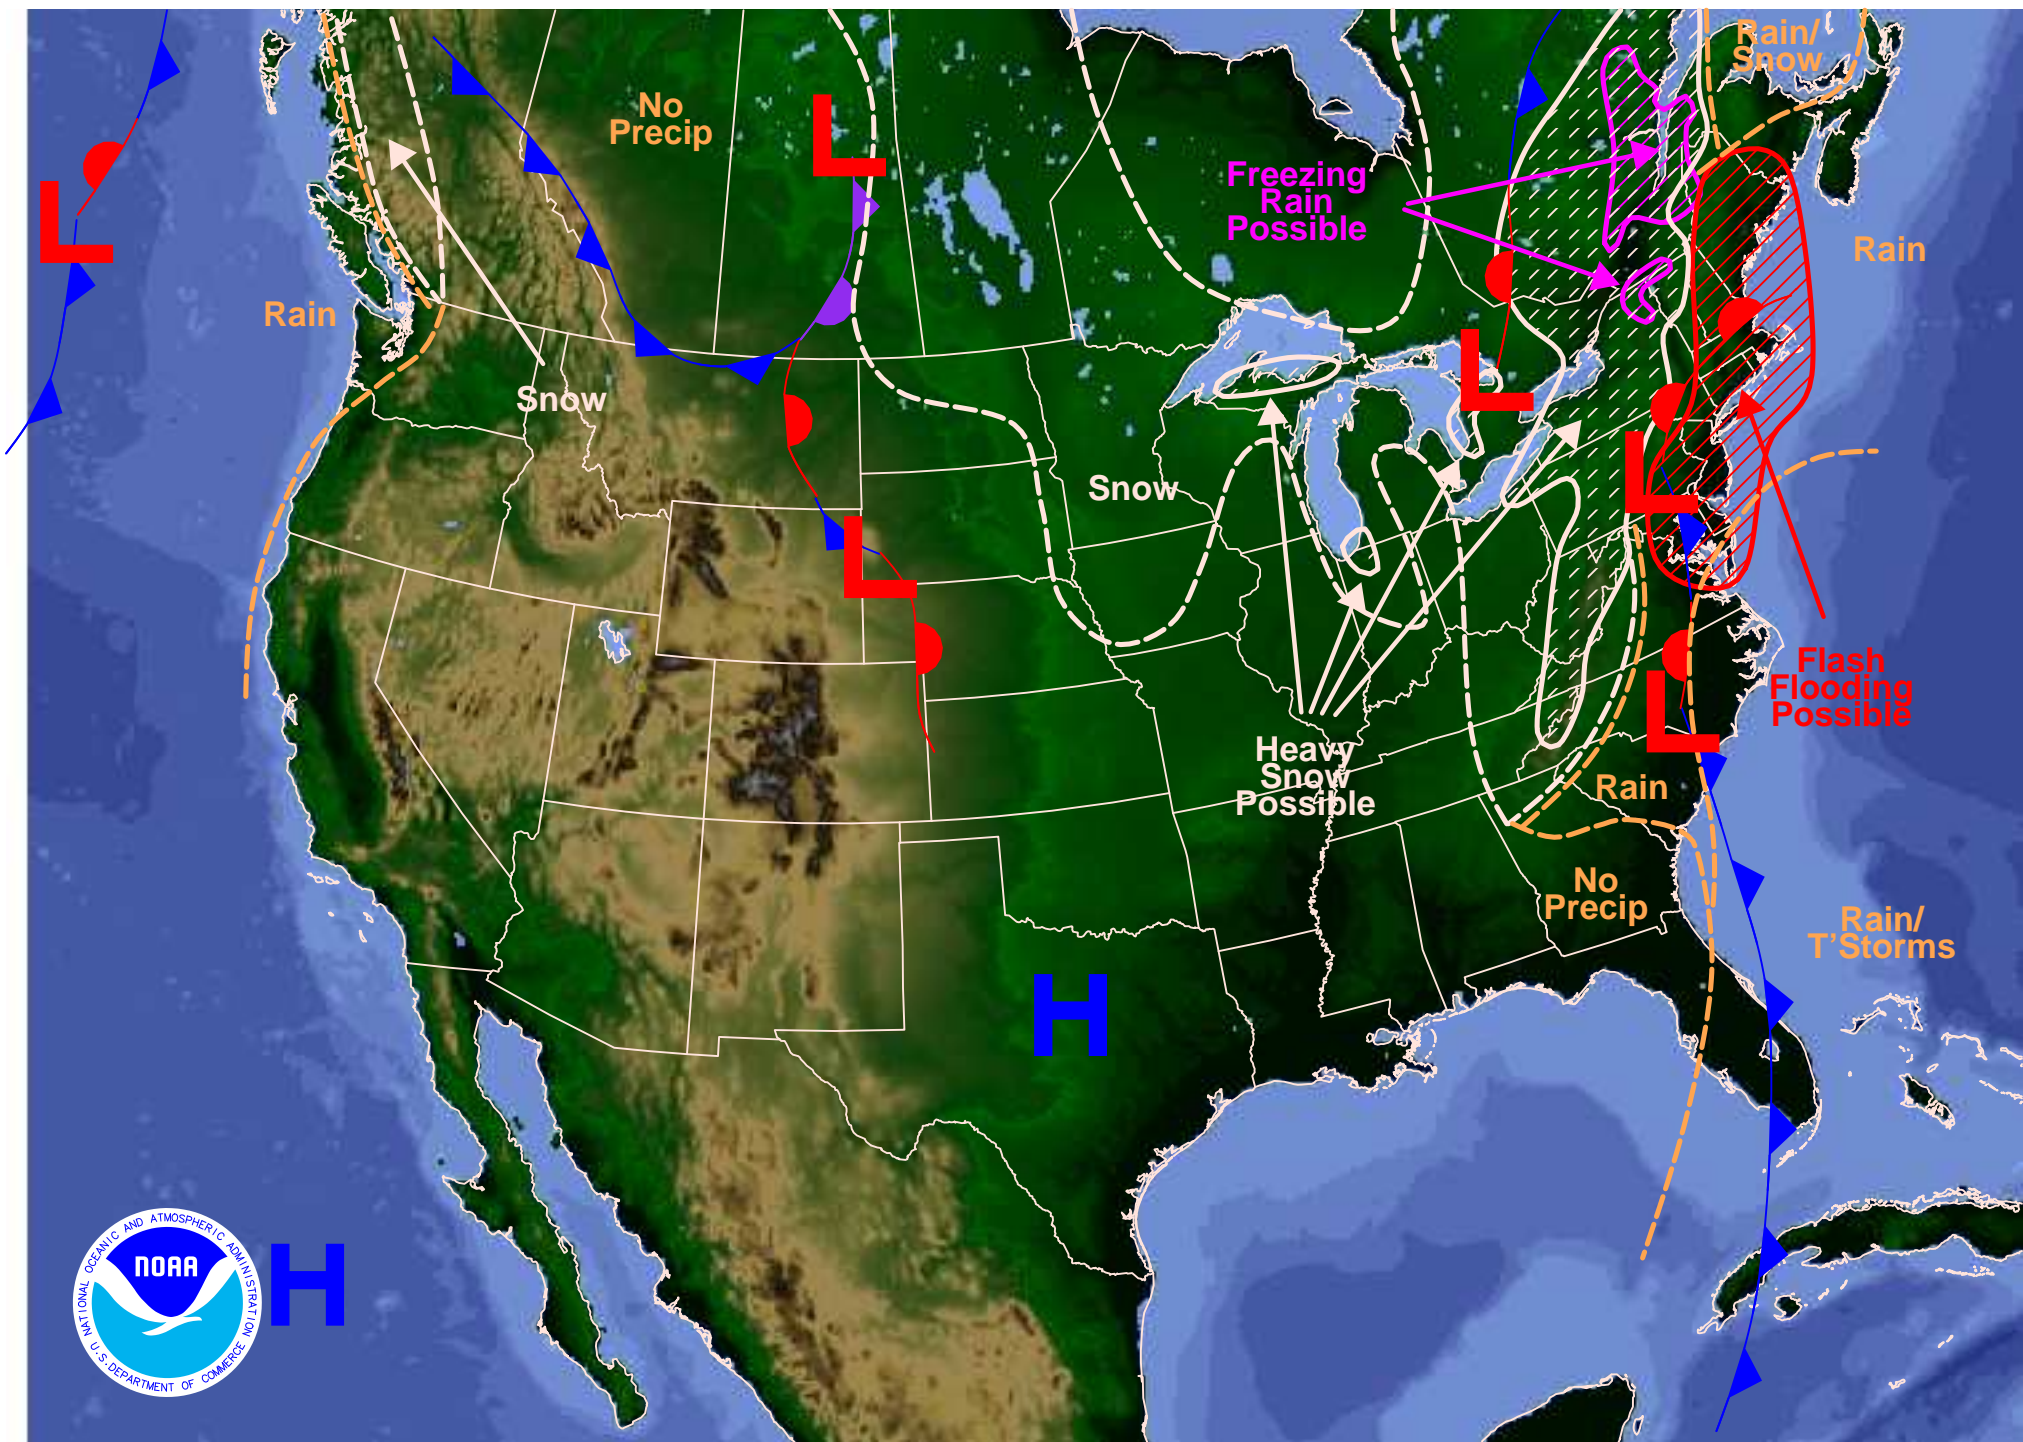 Rain/
Snow
No
Precip
L
L
Freezing
Rain
Possible
Rain
Rain
L
Snow
L
Snow
L
L
Flash
Flooding
Possible
L
Heavy
Snow
Possible
Rain
No
Precip
Rain/
T'Storms
H
H
NATIONAL OCEANIC AND ATMOSPHERIC ADMINISTRATION
NOAA
U.S. DEPARTMENT OF COMMERCE